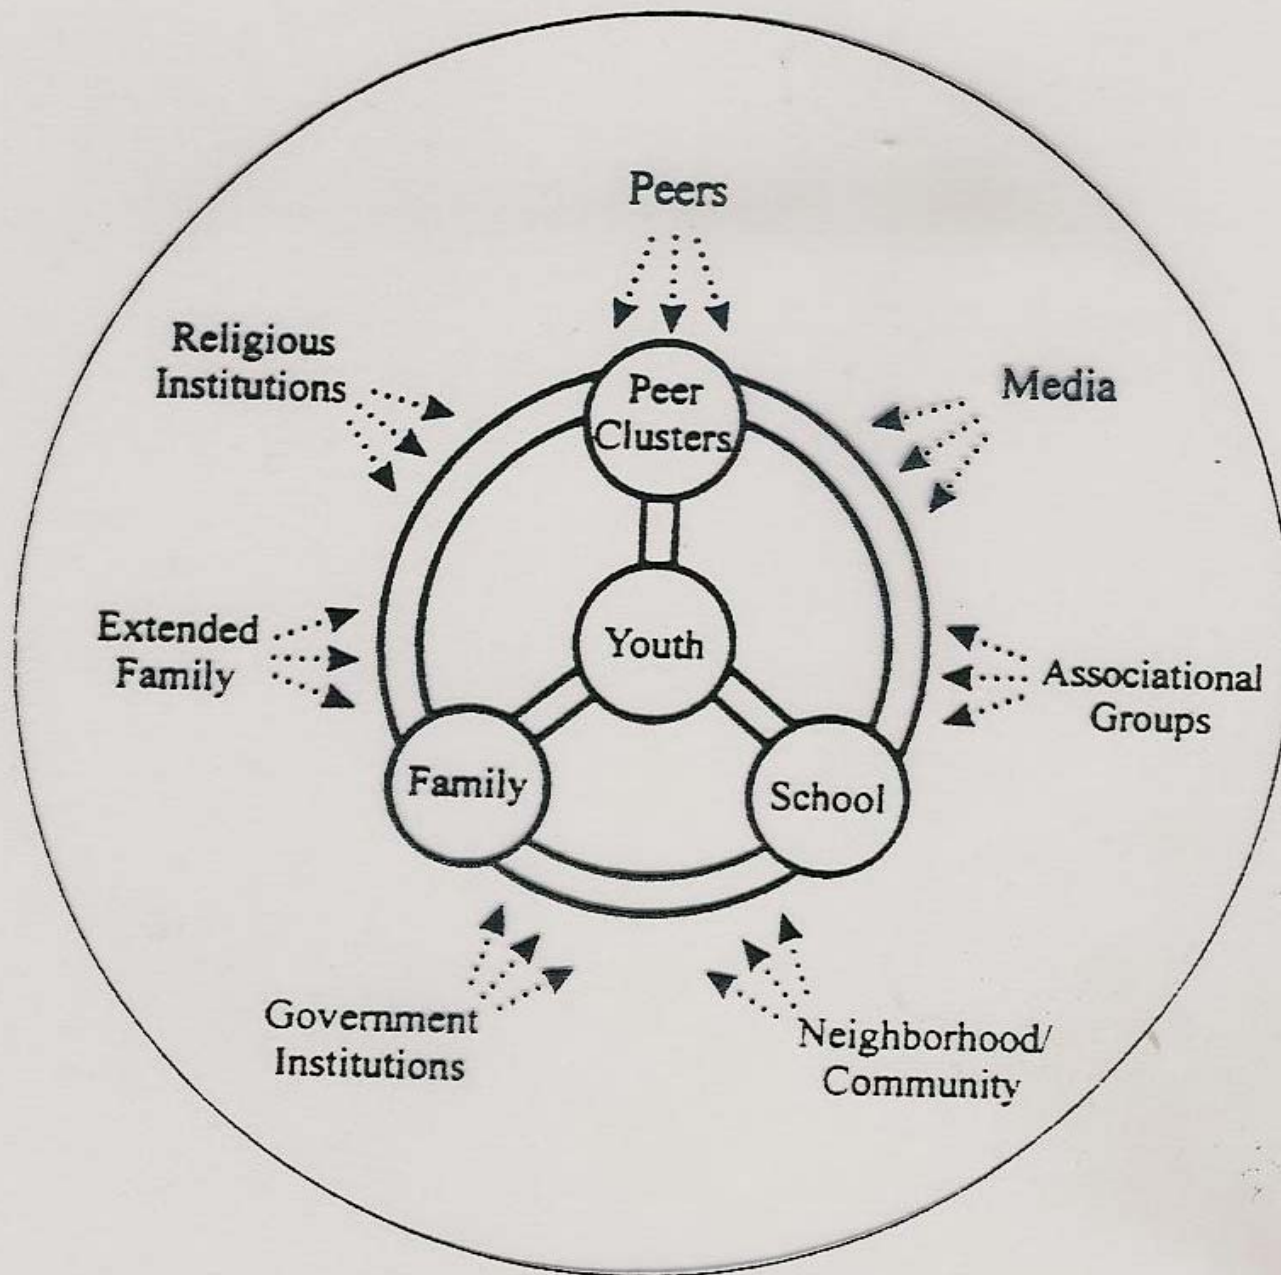 Peers
Religious
Institutions
Media
Peer
Clusters
Extended
Family
Youth
Associational
Groups
Family
School
Government
Institutions
Neighborhood/
Community